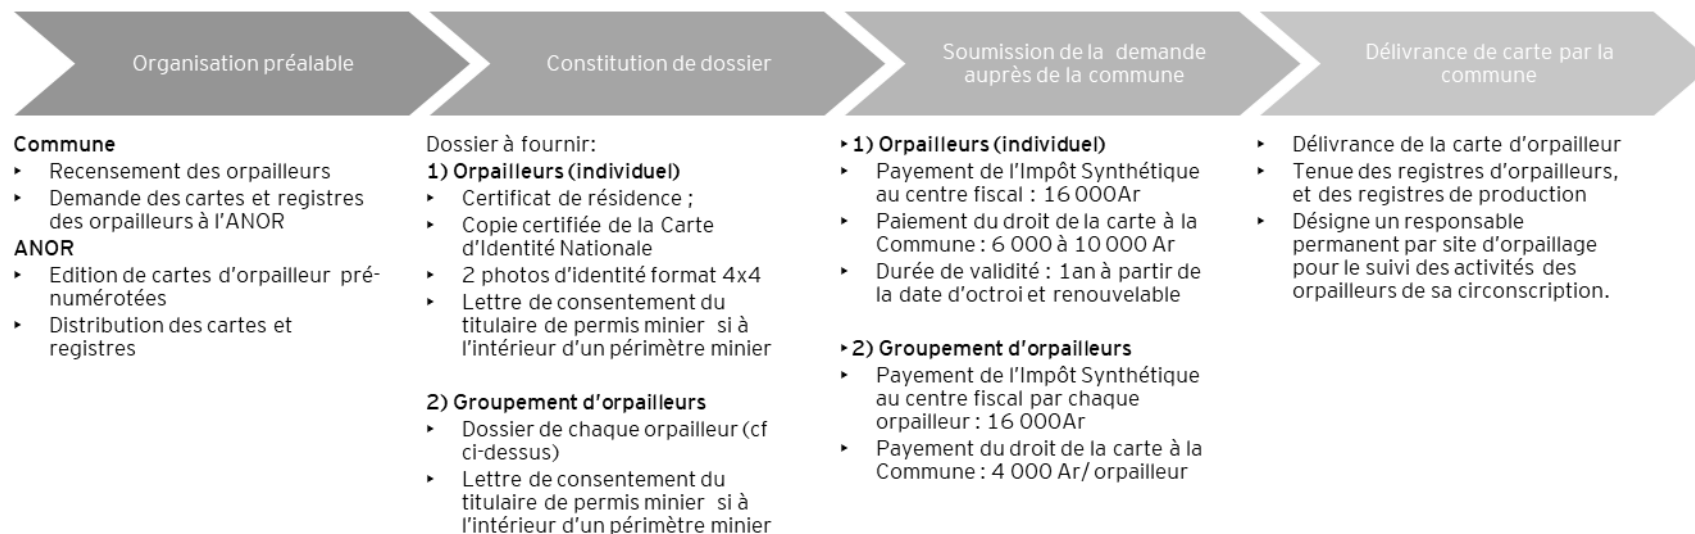 Organisation préalable
Constitution de dossier
Soumission de la  demande
auprès de la commune
Délivrance de carte par la
commune
Commune
‣ Recensement des orpailleurs
‣ Demande des cartes et registres
des orpailleurs à l'ANOR
ANOR
‣ Edition de cartes d'orpailleur pré-
numérotées
‣ Distribution des cartes et
registres
Dossier à fournir:
1) Orpailleurs (individuel)
‣ Certificat de résidence ;
‣ Copie certifiée de la Carte
d'Identité Nationale
‣ 2 photos d'identité format 4x4
‣ Lettre de consentement du
titulaire de permis minier  si à
l'intérieur d'un périmètre minier
2) Groupement d'orpailleurs
‣ Dossier de chaque orpailleur (cf
ci-dessus)
‣ Lettre de consentement du
titulaire de permis minier  si à
l'intérieur d'un périmètre minier
‣ 1) Orpailleurs (individuel)
‣ Payement de l'Impôt Synthétique
au centre fiscal : 16 000Ar
‣ Paiement du droit de la carte à la
Commune : 6 000 à 10 000 Ar
‣ Durée de validité : 1an à partir de
la date d'octroi et renouvelable
‣ 2) Groupement d'orpailleurs
‣ Payement de l'Impôt Synthétique
au centre fiscal par chaque
orpailleur : 16 000Ar
‣ Payement du droit de la carte à la
Commune : 4 000 Ar/ orpailleur
‣ Délivrance de la carte d'orpailleur
‣ Tenue des registres d'orpailleurs,
et des registres de production
‣ Désigne un responsable
permanent par site d'orpaillage
pour le suivi des activités  des
orpailleurs de sa circonscription.